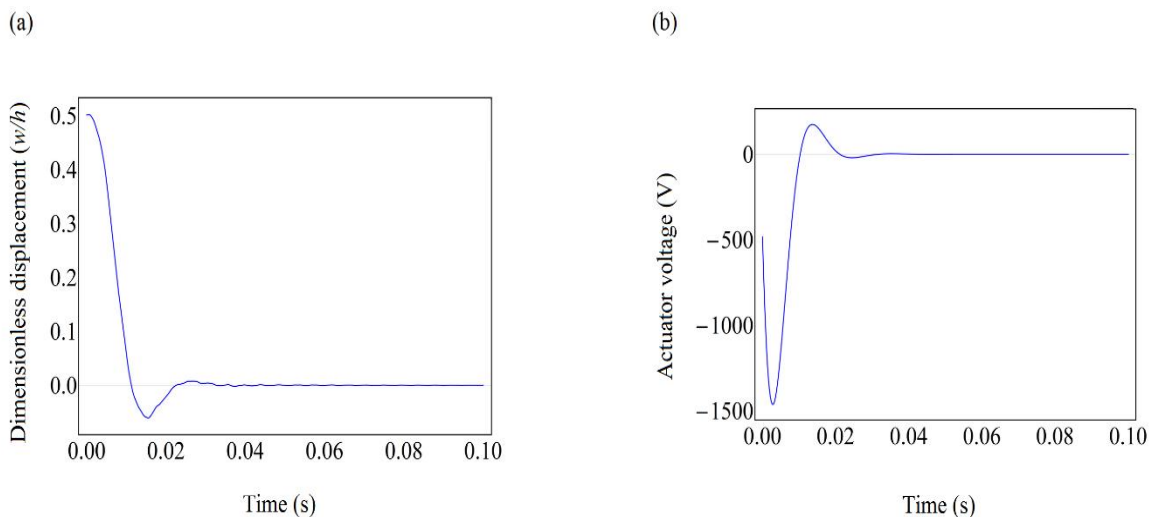 (a)
Dimensionless displacement (w/h)
0.5
0.4
0.3
0.2
0.1
0.0
0.00 0.02 0.04 0.06 0.08 0.10
Time (s)
(b)
Actuator voltage (V)
0
−500
−1000
−1500
0.00 0.02 0.04 0.06 0.08 0.10
Time (s)